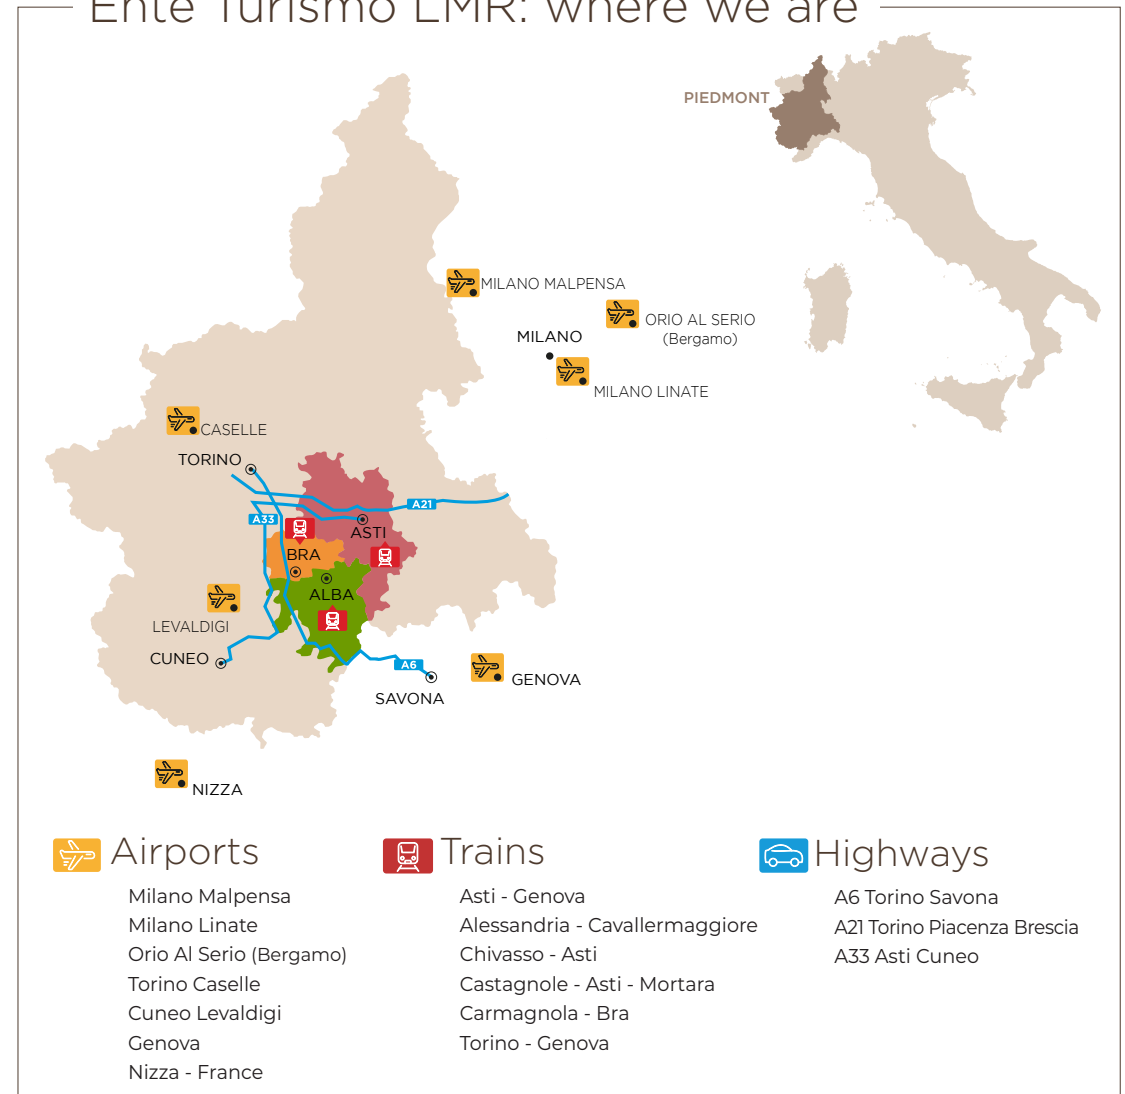 Ente Turismo LMR: where we are
PIEDMONT
MILANO MALPENSA
ORIO AL SERIO
(Bergamo)
MILANO
MILANO LINATE
CASELLE
TORINO
A21
A33
ASTI
BRA
ALBA
LEVALDIGI
CUNEO
A6
GENOVA
SAVONA
NIZZA
Airports
Milano Malpensa
Milano Linate
Orio Al Serio (Bergamo)
Torino Caselle
Cuneo Levaldigi
Genova
Nizza - France
Trains
Asti - Genova
Alessandria - Cavallermaggiore
Chivasso - Asti
Castagnole - Asti - Mortara
Carmagnola - Bra
Torino - Genova
Highways
A6 Torino Savona
A21 Torino Piacenza Brescia
A33 Asti Cuneo